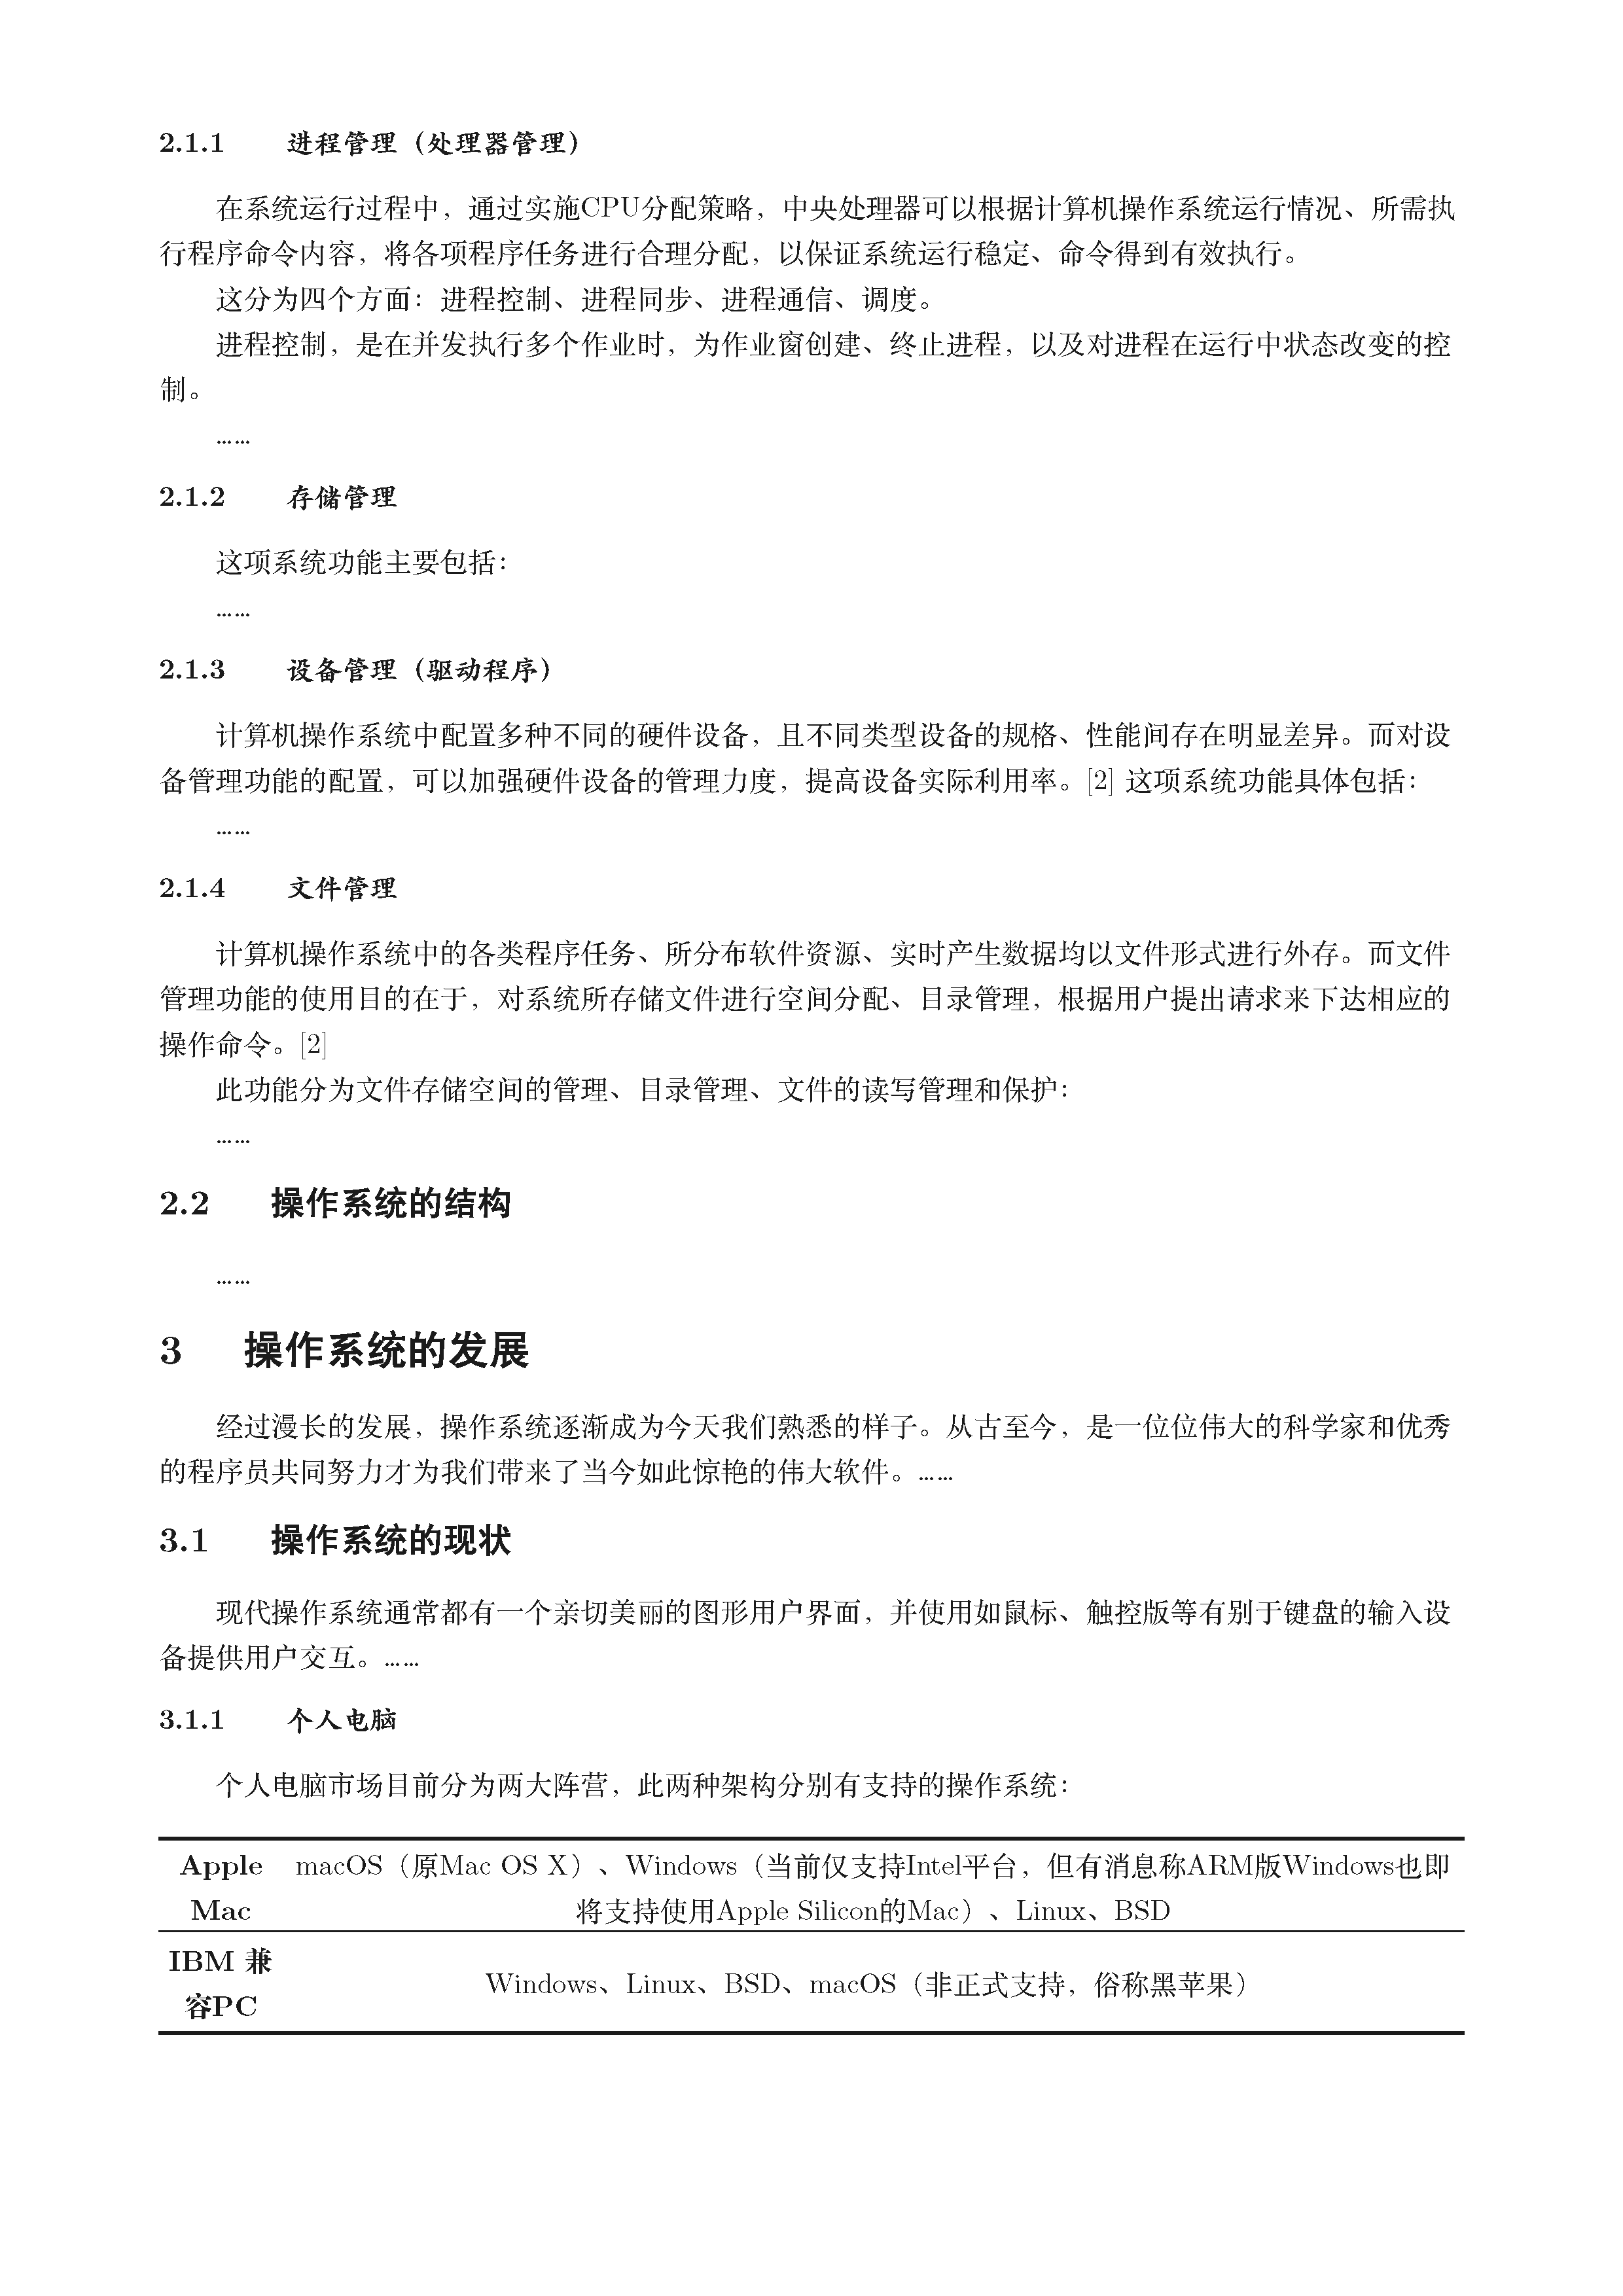 2.1.1 进程管理（处理器管理）
在系统运行过程中，通过实施CPU分配策略，中央处理器可以根据计算机操作系统运行情况、所需执
行程序命令内容，将各项程序任务进行合理分配，以保证系统运行稳定、命令得到有效执行。
这分为四个方面：进程控制、进程同步、进程通信、调度。
进程控制，是在并发执行多个作业时，为作业窗创建、终止进程，以及对进程在运行中状态改变的控
制。
……
2.1.2 存储管理
这项系统功能主要包括：
……
2.1.3 设备管理（驱动程序）
计算机操作系统中配置多种不同的硬件设备，且不同类型设备的规格、性能间存在明显差异。而对设
备管理功能的配置，可以加强硬件设备的管理力度，提高设备实际利用率。[2] 这项系统功能具体包括：
……
2.1.4 文件管理
计算机操作系统中的各类程序任务、所分布软件资源、实时产生数据均以文件形式进行外存。而文件
管理功能的使用目的在于，对系统所存储文件进行空间分配、目录管理，根据用户提出请求来下达相应的
操作命令。[2]
此功能分为文件存储空间的管理、目录管理、文件的读写管理和保护：
……
2.2 操作系统的结构
……
3 操作系统的发展
经过漫长的发展，操作系统逐渐成为今天我们熟悉的样子。从古至今，是一位位伟大的科学家和优秀
的程序员共同努力才为我们带来了当今如此惊艳的伟大软件。……
3.1 操作系统的现状
现代操作系统通常都有一个亲切美丽的图形用户界面，并使用如鼠标、触控版等有别于键盘的输入设
备提供用户交互。……
3.1.1 个人电脑
个人电脑市场目前分为两大阵营，此两种架构分别有支持的操作系统：
Apple macOS（原Mac OS X）、Windows（当前仅支持Intel平台，但有消息称ARM版Windows也即
Mac 将支持使用Apple Silicon的Mac）、Linux、BSD
IBM 兼
容PC
Windows、Linux、BSD、macOS（非正式支持，俗称黑苹果）